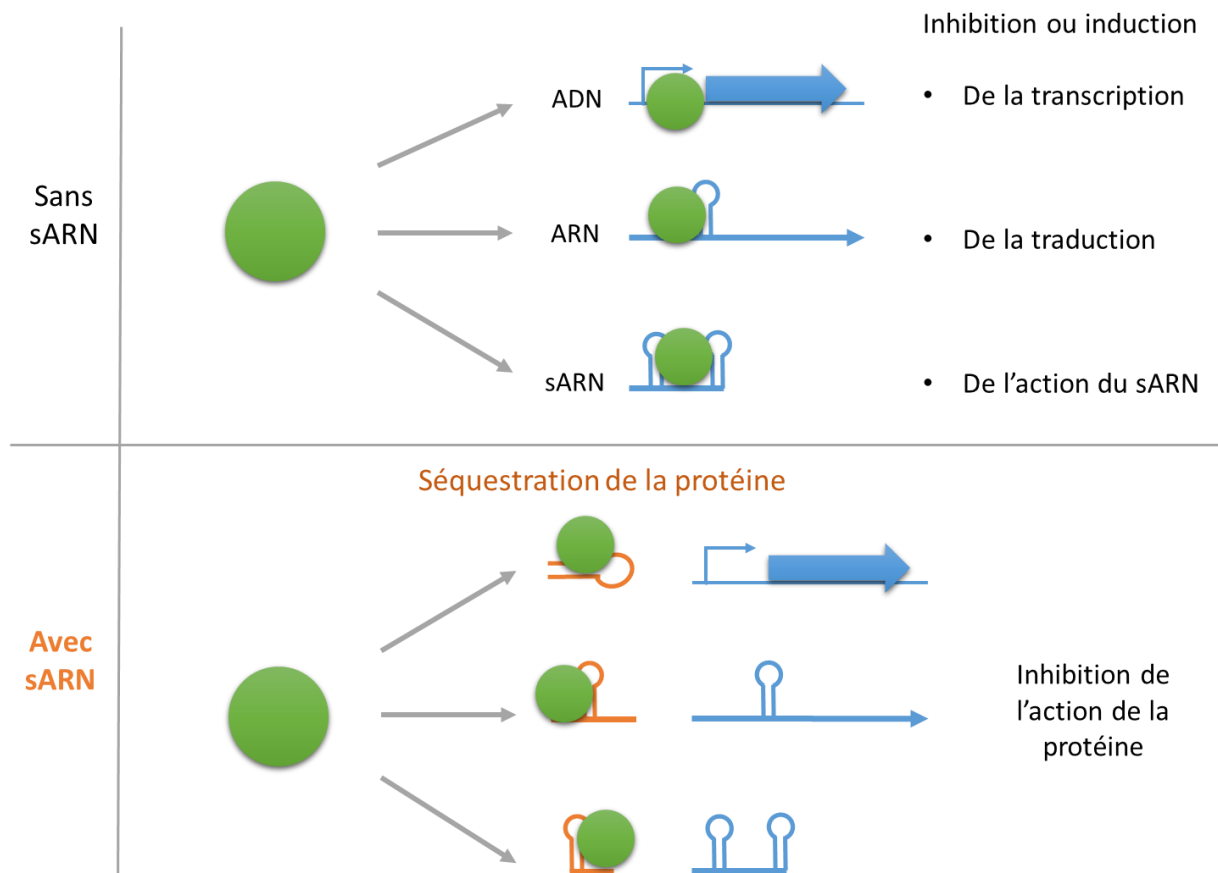 Inhibition ou induction
Sans
sARN
ADN
• De la transcription
ARN
• De la traduction
sARN
• De l'action du sARN
Séquestration de la protéine
Avec
sARN
Inhibition de
l'action de la
protéine